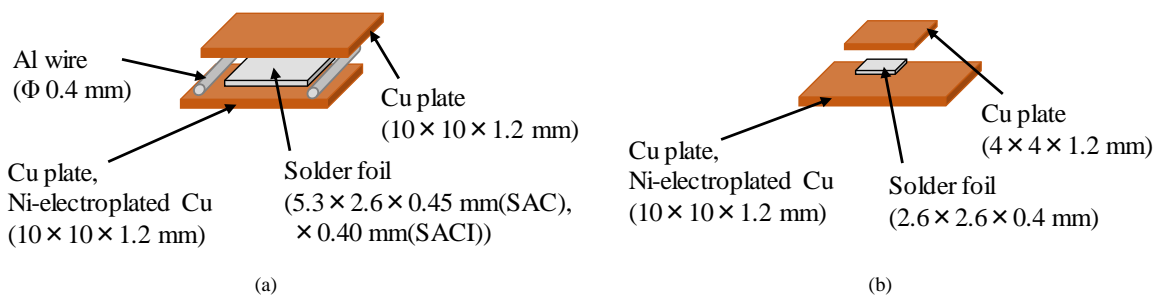 Al wire
(Φ 0.4 mm)
Cu plate
(10×10×1.2 mm)
Cu plate,
Ni-electroplated Cu
(10×10×1.2 mm)
Solder foil
(5.3×2.6×0.45 mm(SAC),
×0.40 mm(SACI))
(a)
Cu plate
(4×4×1.2 mm)
Cu plate,
Ni-electroplated Cu
(10×10×1.2 mm)
Solder foil
(2.6×2.6×0.4 mm)
(b)